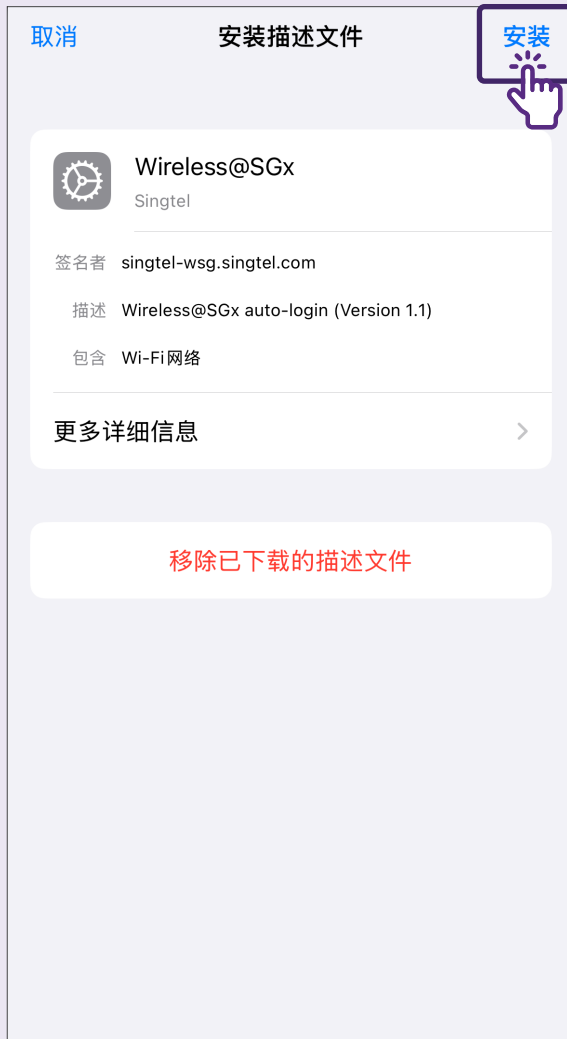 取消
安装描述文件
安装
Wireless@SGx
Singtel
签名者 singtel-wsg.singtel.com
描述 Wireless@SGx auto-login (Version 1.1)
包含 Wi-Fi网络
更多详细信息
移除已下载的描述文件